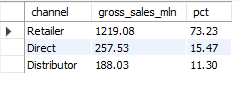 channel gross_sales_mln pct
Retailer 1219.08 73.23
Direct 257.53 15.47
Distributor 188.03 11.30